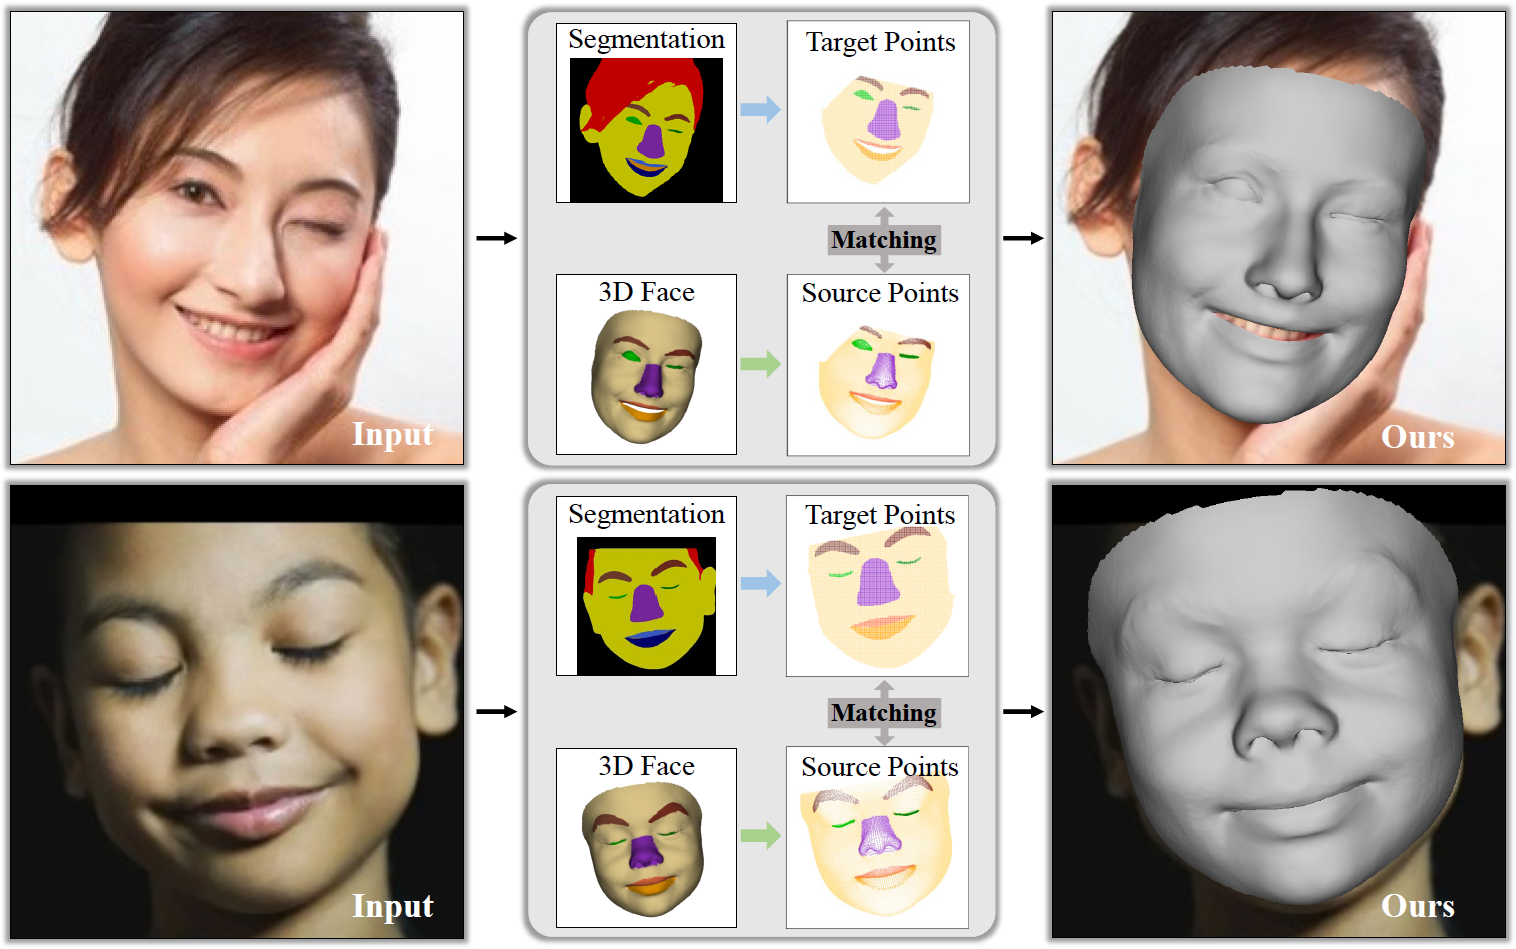 Segmentation
Target Points
Matching
3D Face
Source Points
Input
Ours
Segmentation
Target Points
Matching
3D Face
Source Points
Input
Ours